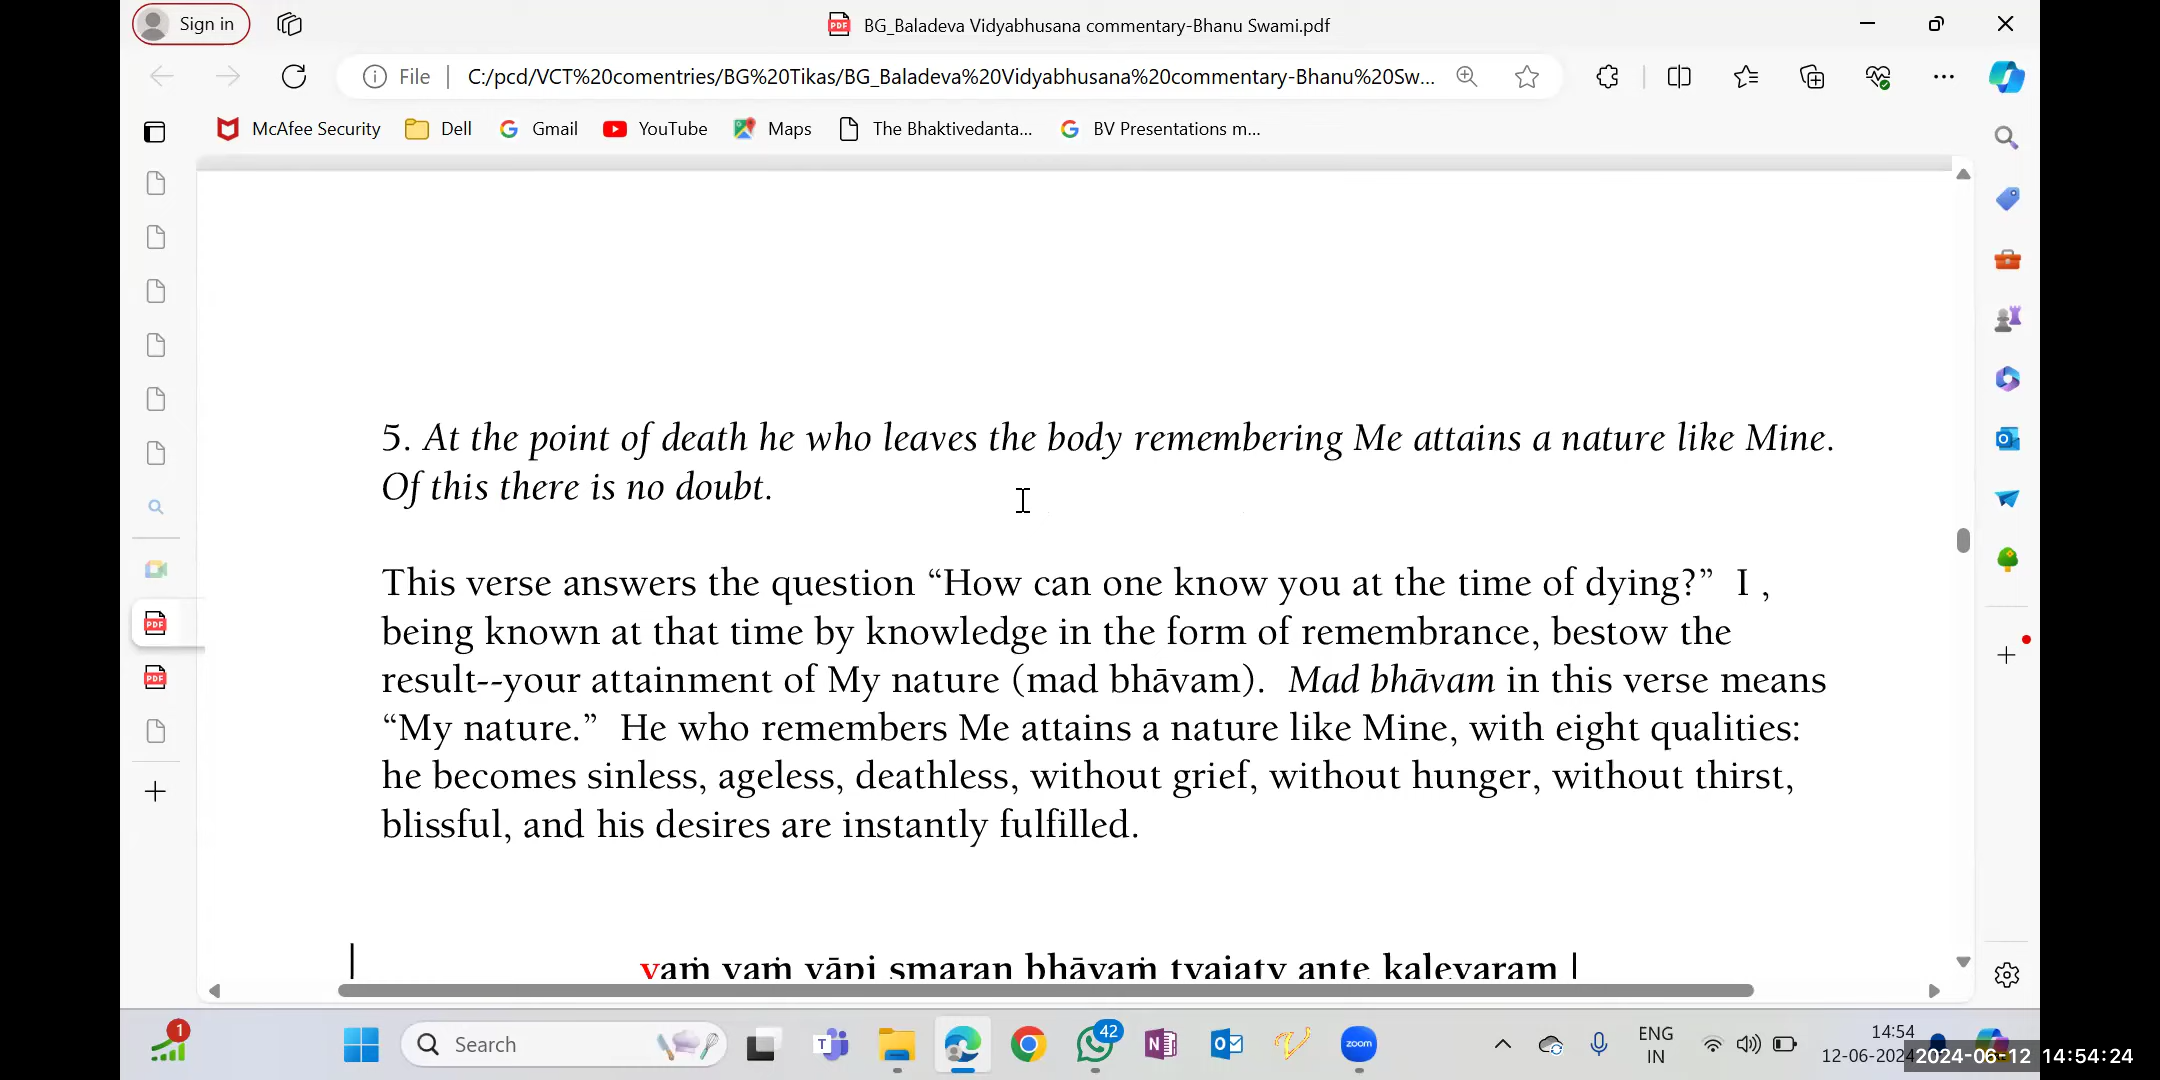 Sign in
BG_Baladeva Vidyabhusana commentary-Bhanu Swami.pdf
File
C:/pcd/VCT%20comentries/BG%20Tikas/BG_Baladeva%20Vidyabhusana%20commentary-Bhanu%20Sw...
McAfee Security
Dell
Gmail
YouTube
Maps
The Bhaktivedanta...
BV Presentations m...
5. At the point of death he who leaves the body remembering Me attains a nature like Mine.
Of this there is no doubt.
This verse answers the question “How can one know you at the time of dying?” I ,
being known at that time by knowledge in the form of remembrance, bestow the
result--your attainment of My nature (mad bhāvam). Mad bhāvam in this verse means
“My nature.” He who remembers Me attains a nature like Mine, with eight qualities:
he becomes sinless, ageless, deathless, without grief, without hunger, without thirst,
blissful, and his desires are instantly fulfilled.
yaṁ yaṁ vāpi smaran bhāvaṁ tyajaty ante kalevaram |
1
Search
42
zoom
ENG
IN
14:54
12-06-2024
2024-06-12 14:54:24